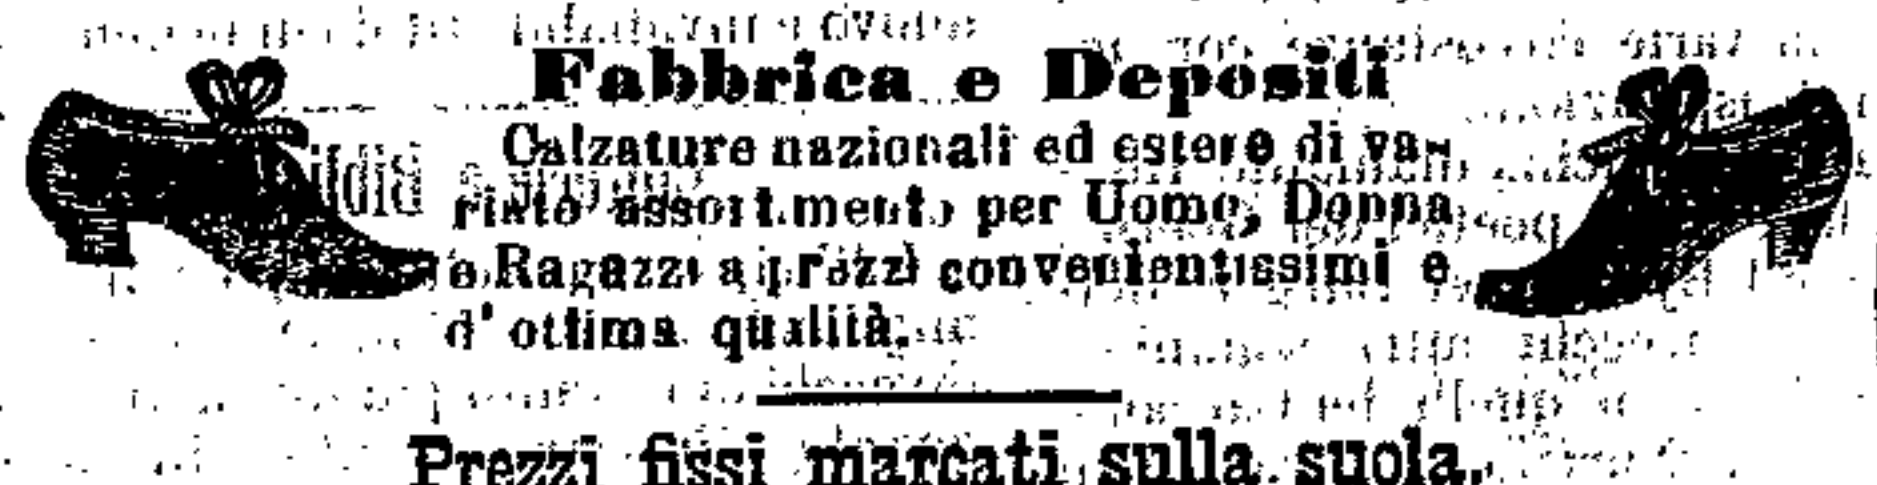 Fabbrica e Depositi
Calzature nazionali ed estere di va-
riato assortimento per Uomo, Donna
e Ragazzi a prezzi convenientissimi e
d'ottima qualità.
Prezzi fissi marcati sulla suola.